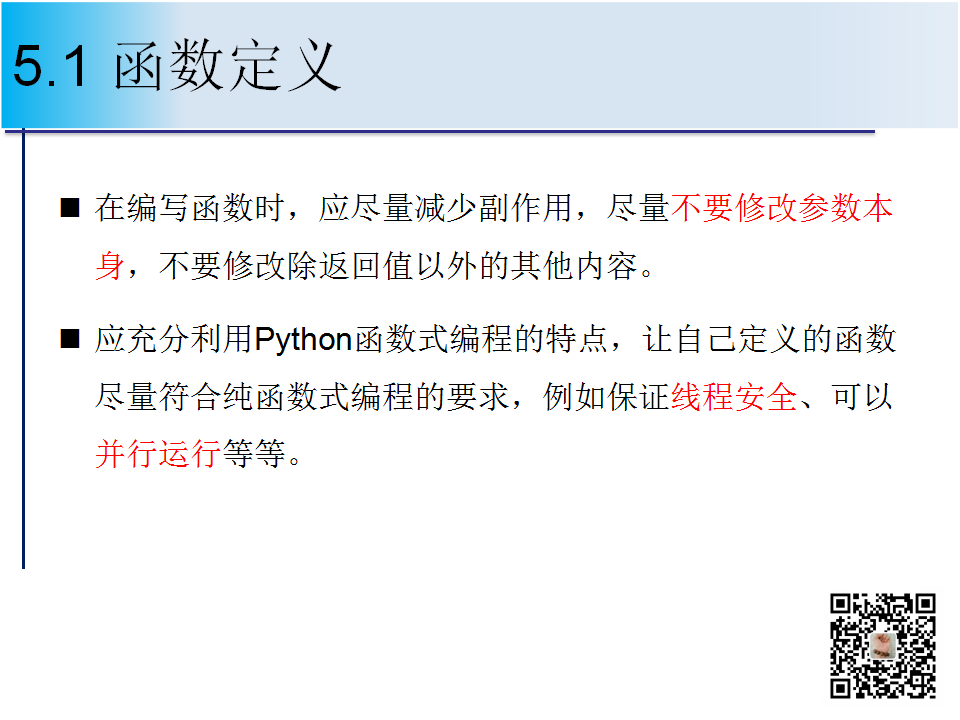 5.1 函数定义
■ 在编写函数时，应尽量减少副作用，尽量不要修改参数本
身，不要修改除返回值以外的其他内容。
■ 应充分利用Python函数式编程的特点，让自己定义的函数
尽量符合纯函数式编程的要求，例如保证线程安全、可以
并行运行等等。